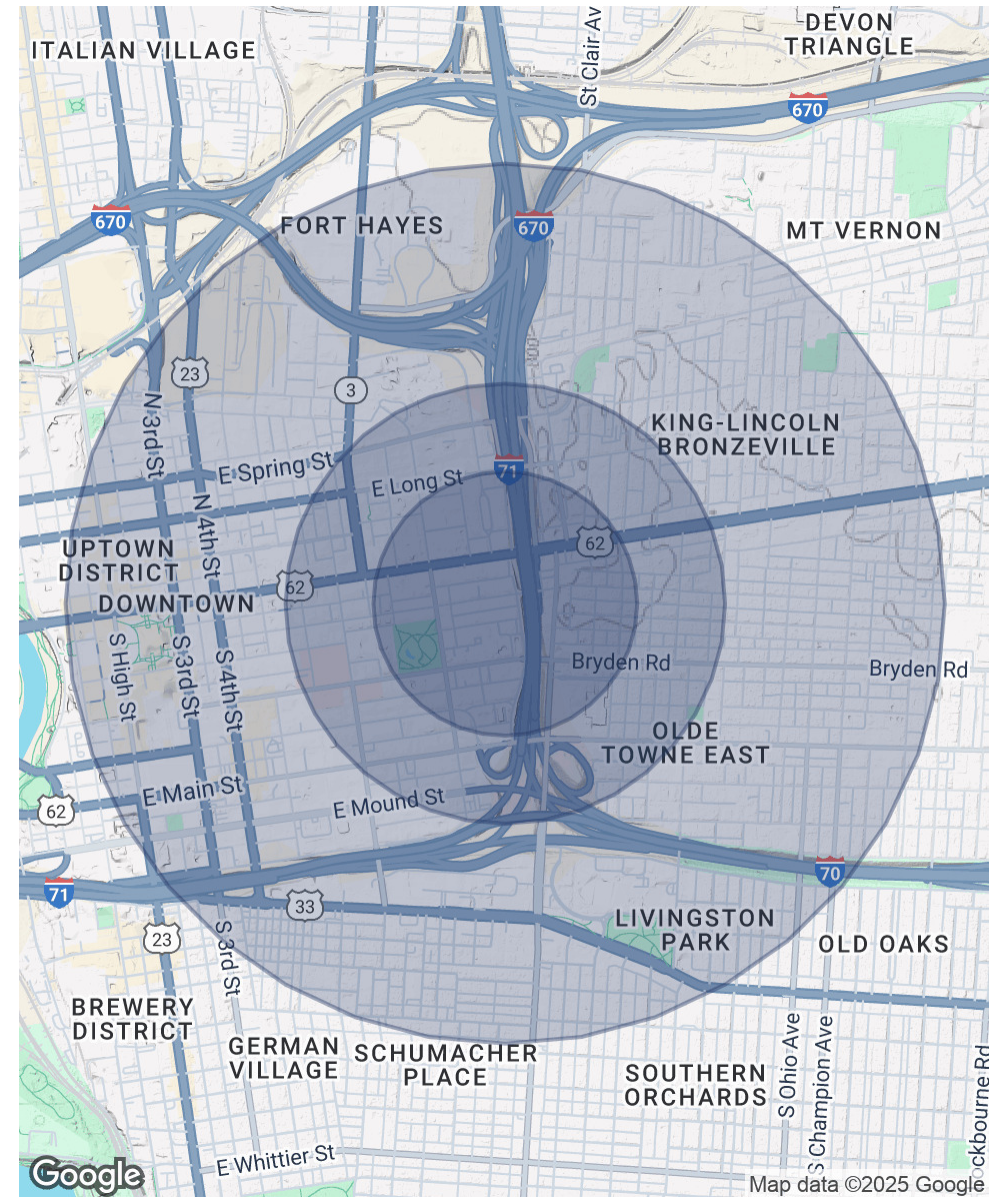 DEVON
TRIANGLE
ITALIAN VILLAGE
St Clair Av
670
670
FORT HAYES
670
MT VERNON
23
3
N 3rd St
KING-LINCOLN
BRONZEVILLE
E Spring St
71
E Long St
N 4th St
62
UPTOWN
DISTRICT
62
DOWNTOWN
S High St
S 3rd St
S 4th St
Bryden Rd
Bryden Rd
OLDE
TOWNE EAST
E Main St
E Mound St
62
70
71
33
LIVINGSTON
PARK
23
OLD OAKS
S 3rd St
BREWERY
DISTRICT
GERMAN
VILLAGE
SCHUMACHER
PLACE
SOUTHERN
ORCHARDS
S Ohio Ave
S Champion Ave
ckbourne Rd
E Whittier St
Google
Map data ©2025 Google